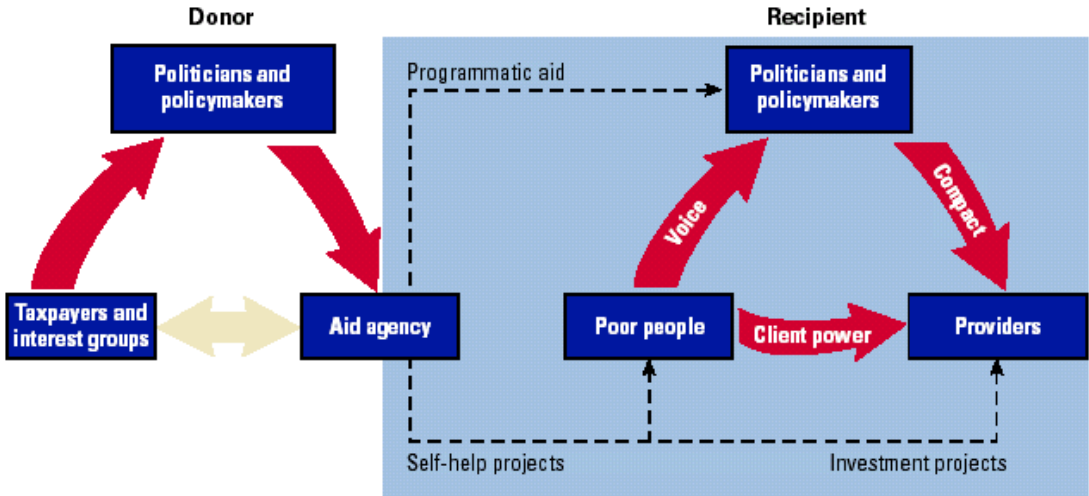 Donor
Recipient
Politicians and
policymakers
Programmatic aid
Politicians and
policymakers
Voice
Compact
Taxpayers and
interest groups
Aid agency
Poor people
Client power
Providers
Self-help projects
Investment projects